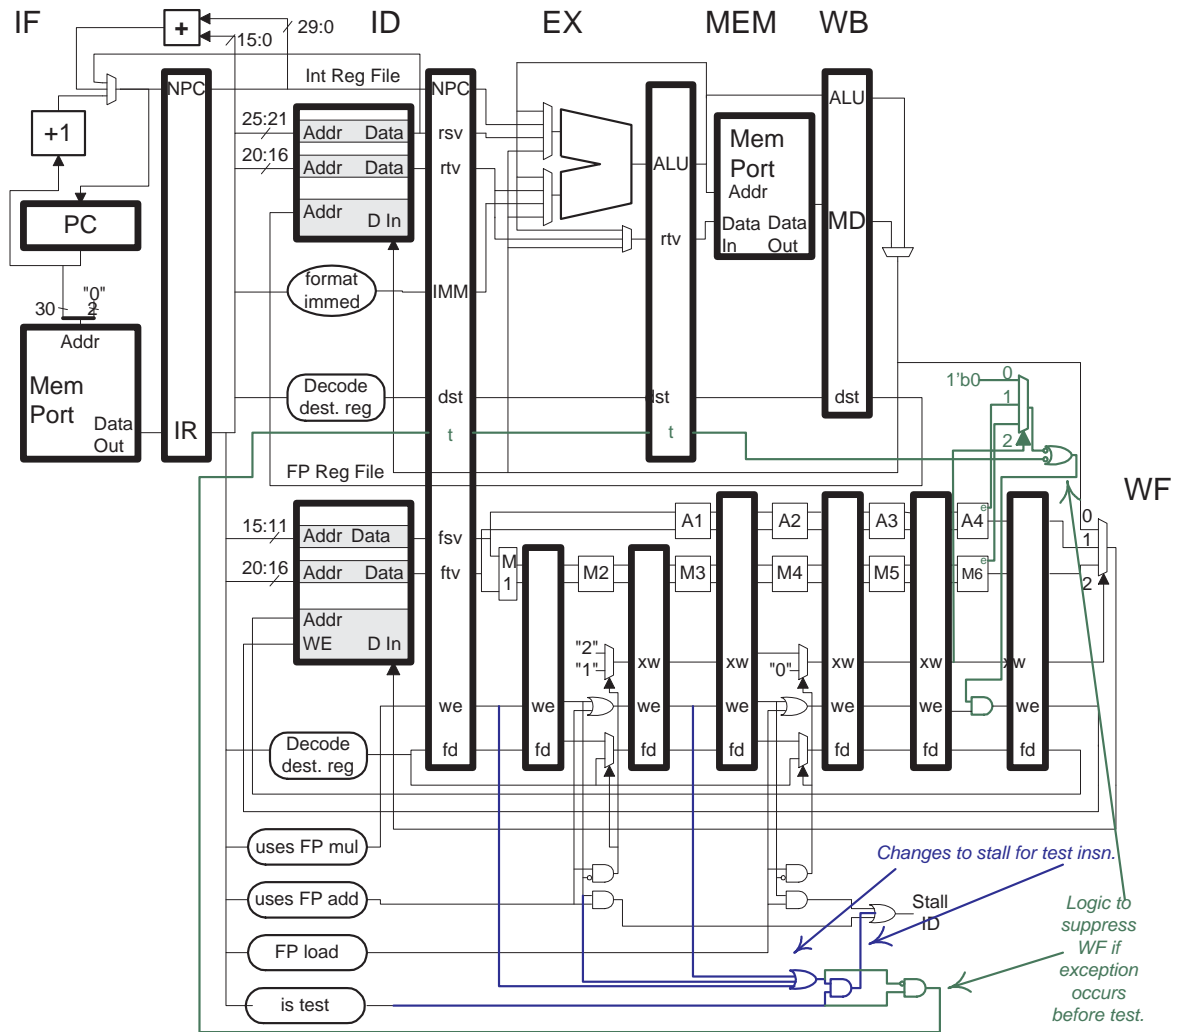 IF
ID
EX
MEM
WB
WF
+
29:0
15:0
NPC
Int Reg File
NPC
+1
25:21
Addr
Data
rsv
20:16
Addr
Data
rtv
Addr
D In
PC
format
immed
IMM
30
2
"0"
Addr
Mem
Port
Data
Out
IR
Decode
dest. reg
dst
t
FP Reg File
ALU
rtv
dst
t
Mem
Port
Addr
Data
In
Data
Out
ALU
MD
dst
1'b0
0
1
2
15:11
Addr
Data
fsv
20:16
Addr
Data
ftv
Addr
WE
D In
we
fd
Decode
dest. reg
M
1
A1
A2
A3
A4
e
M2
M3
M4
M5
M6
e
0
1
2
"2"
"1"
xw
"0"
xw
xw
xw
xw
we
we
we
we
we
we
fd
fd
fd
fd
fd
fd
uses FP mul
uses FP add
FP load
is test
Changes to stall for test insn.
Stall
ID
Logic to
suppress
WF if
exception
occurs
before test.